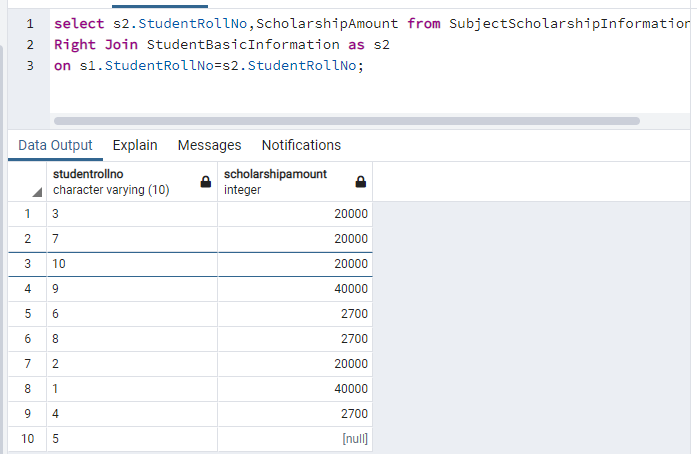 1 select s2.StudentRollNo,ScholarshipAmount from SubjectScholarshipInformation
2 Right Join StudentBasicInformation as s2
3 on s1.StudentRollNo=s2.StudentRollNo;
Data Output Explain Messages Notifications
studentrollno scholarshipamount
character varying (10) integer
1 3 20000
2 7 20000
3 10 20000
4 9 40000
5 6 2700
6 8 2700
7 2 20000
8 1 40000
9 4 2700
10 5 [null]